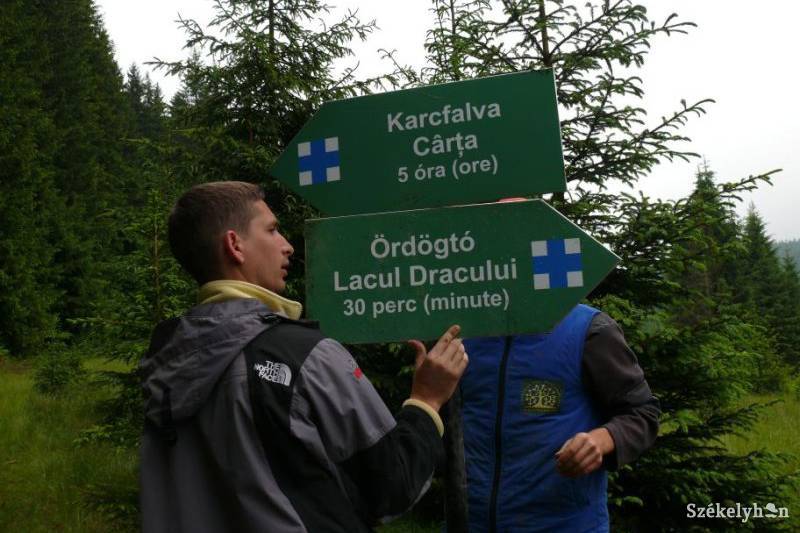 Karcfalva
Cârța
5 óra (ore)
Ördögtó
Lacul Dracului
30 perc (minute)
THE
NORTH
FACE
Székelyhon